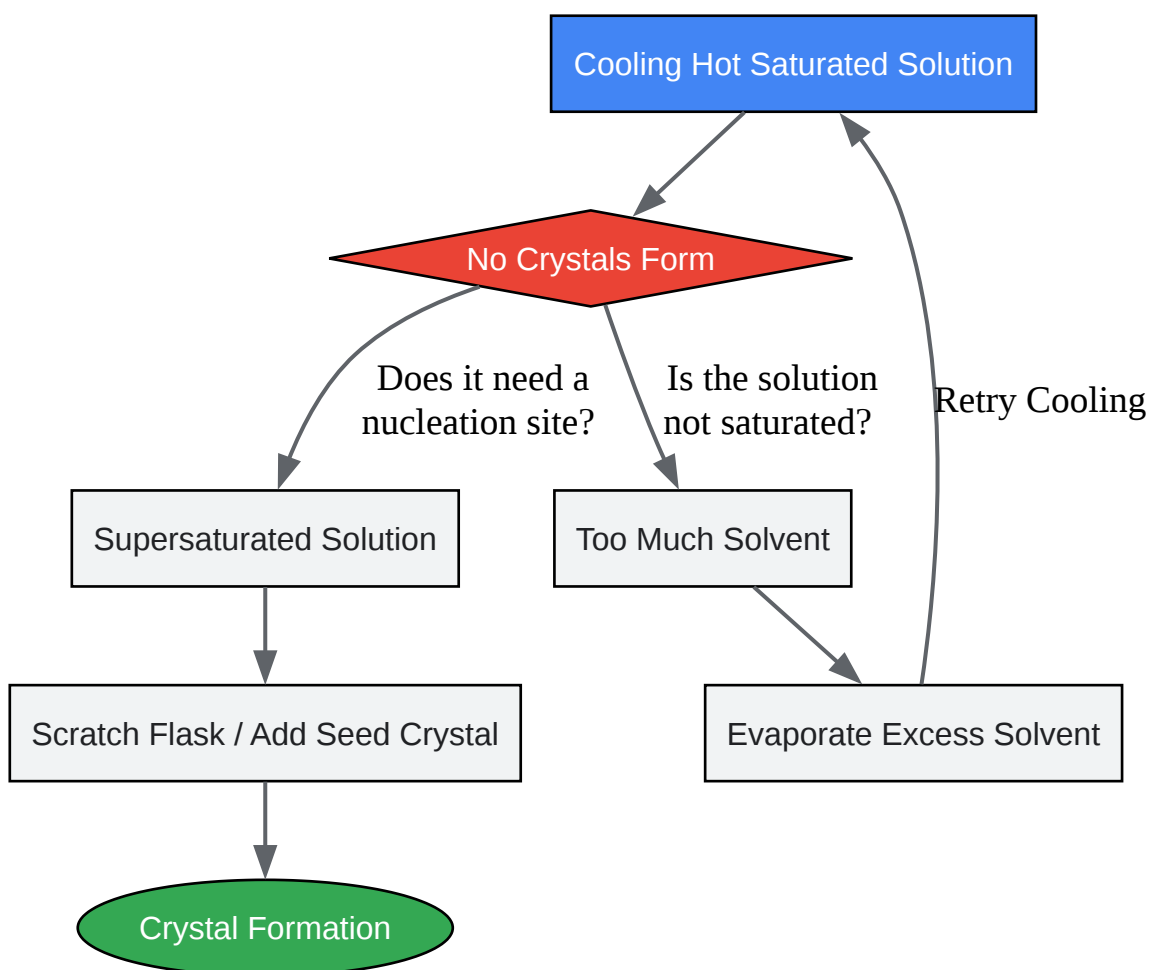 Cooling Hot Saturated Solution
No Crystals Form
Does it need a
nucleation site?
Is the solution
not saturated?
Retry Cooling
Supersaturated Solution
Too Much Solvent
Scratch Flask / Add Seed Crystal
Evaporate Excess Solvent
Crystal Formation